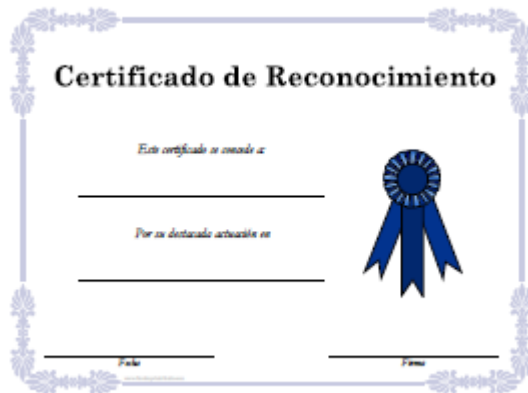 Certificado de Reconocimiento
Este certificado se concede a:
Por su destacada actuación en
Fecha
Firma